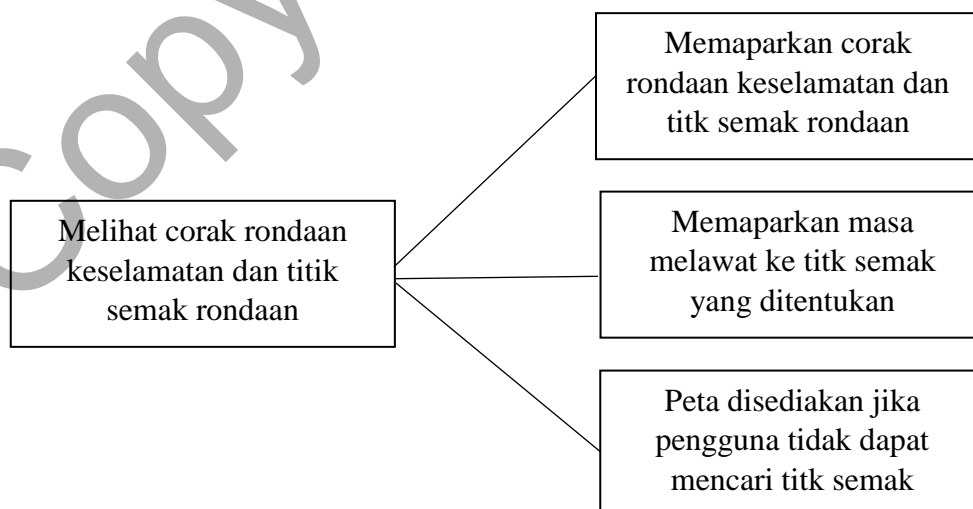 Copy
Memaparkan corak
rondaan keselamatan dan
titk semak rondaan
Melihat corak rondaan
keselamatan dan titik
semak rondaan
Memaparkan masa
melawat ke titk semak
yang ditentukan
Peta disediakan jika
pengguna tidak dapat
mencari titk semak